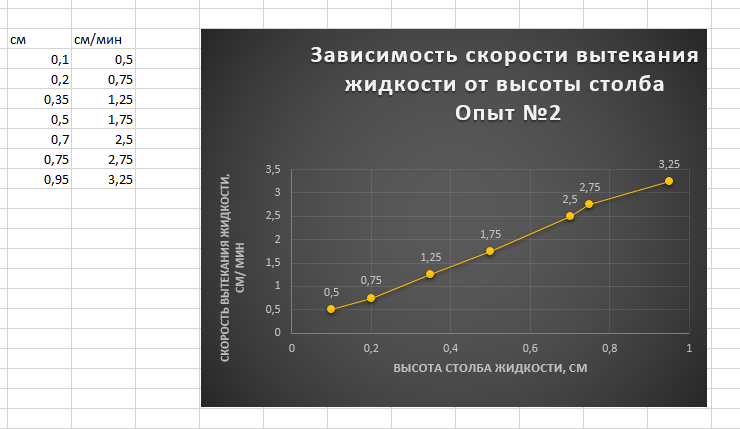 см см/мин
0,1 0,5
0,2 0,75
0,35 1,25
0,5 1,75
0,7 2,5
0,75 2,75
0,95 3,25
Зависимость скорости вытекания
жидкости от высоты столба
Опыт №2
СКОРОСТЬ ВЫТЕКАНИЯ ЖИДКОСТИ,
СМ/ МИН
3,5
3
2,5
2
1,5
1
0,5
0
0,5
0,75
1,25
1,75
2,5
2,75
3,25
0 0,2 0,4 0,6 0,8 1
ВЫСОТА СТОЛБА ЖИДКОСТИ, СМ